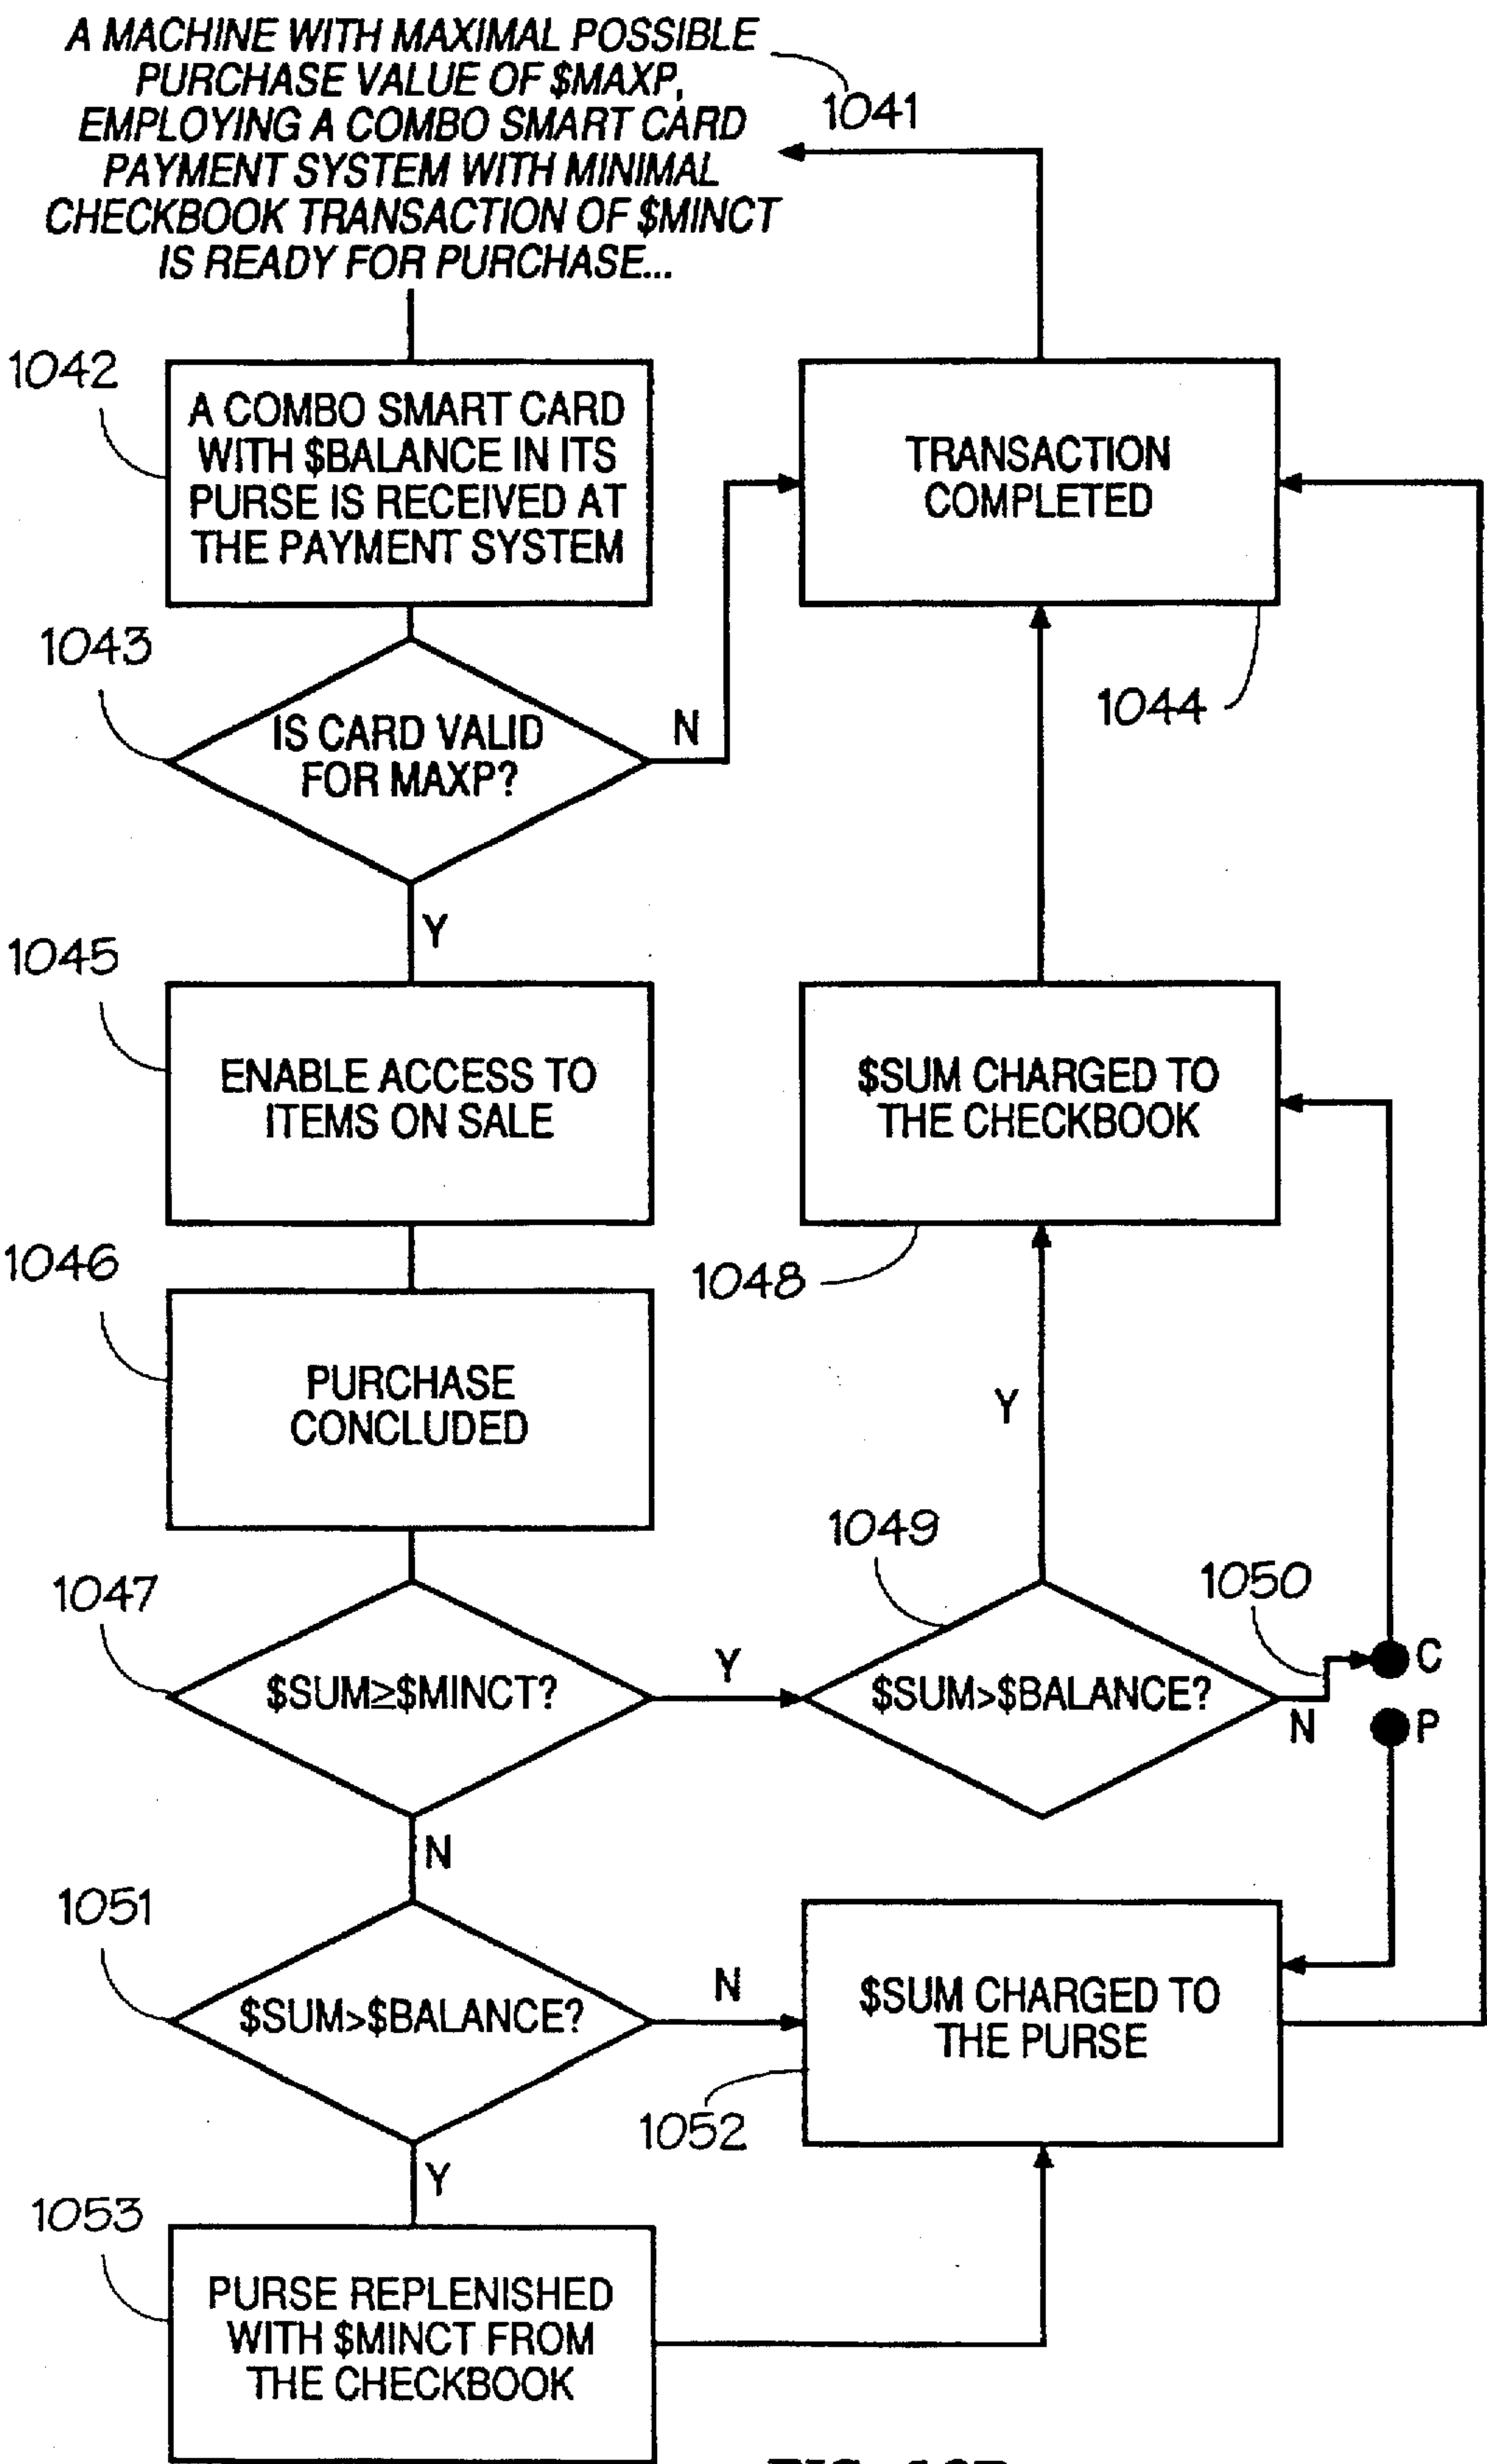 A MACHINE WITH MAXIMAL POSSIBLE
PURCHASE VALUE OF $MAXP,
EMPLOYING A COMBO SMART CARD
PAYMENT SYSTEM WITH MINIMAL
CHECKBOOK TRANSACTION OF $MINCT
IS READY FOR PURCHASE...
1041
1042
A COMBO SMART CARD
WITH $BALANCE IN ITS
PURSE IS RECEIVED AT
THE PAYMENT SYSTEM
TRANSACTION
COMPLETED
1044
1043
IS CARD VALID
FOR MAXP?
N
Y
1045
ENABLE ACCESS TO
ITEMS ON SALE
$SUM CHARGED TO
THE CHECKBOOK
1048
1046
PURCHASE
CONCLUDED
Y
1047
$SUM≥$MINCT?
Y
1049
$SUM>$BALANCE?
1050
N
C
P
N
1051
$SUM>$BALANCE?
N
$SUM CHARGED TO
THE PURSE
1052
Y
1053
PURSE REPLENISHED
WITH $MINCT FROM
THE CHECKBOOK